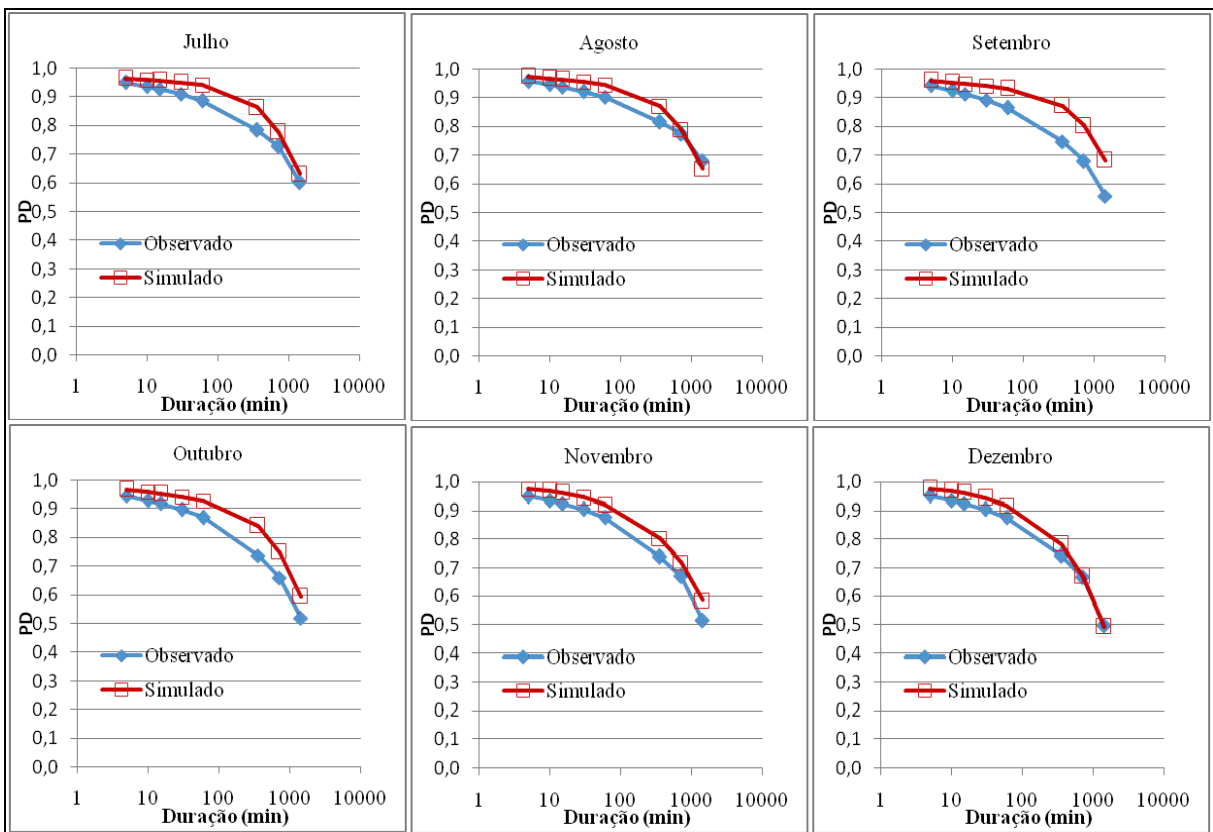 Julho
1,0
0,9
0,8
0,7
0,6
0,5
0,4
0,3
0,2
0,1
0,0
PD
Observado
Simulado
1 10 100 1000 10000
Duração (min)
Agosto
1,0
0,9
0,8
0,7
0,6
0,5
0,4
0,3
0,2
0,1
0,0
PD
Observado
Simulado
1 10 100 1000 10000
Duração (min)
Setembro
1,0
0,9
0,8
0,7
0,6
0,5
0,4
0,3
0,2
0,1
0,0
PD
Observado
Simulado
1 10 100 1000 10000
Duração (min)
Outubro
1,0
0,9
0,8
0,7
0,6
0,5
0,4
0,3
0,2
0,1
0,0
PD
Observado
Simulado
1 10 100 1000 10000
Duração (min)
Novembro
1,0
0,9
0,8
0,7
0,6
0,5
0,4
0,3
0,2
0,1
0,0
PD
Observado
Simulado
1 10 100 1000 10000
Duração (min)
Dezembro
1,0
0,9
0,8
0,7
0,6
0,5
0,4
0,3
0,2
0,1
0,0
PD
Observado
Simulado
1 10 100 1000 10000
Duração (min)